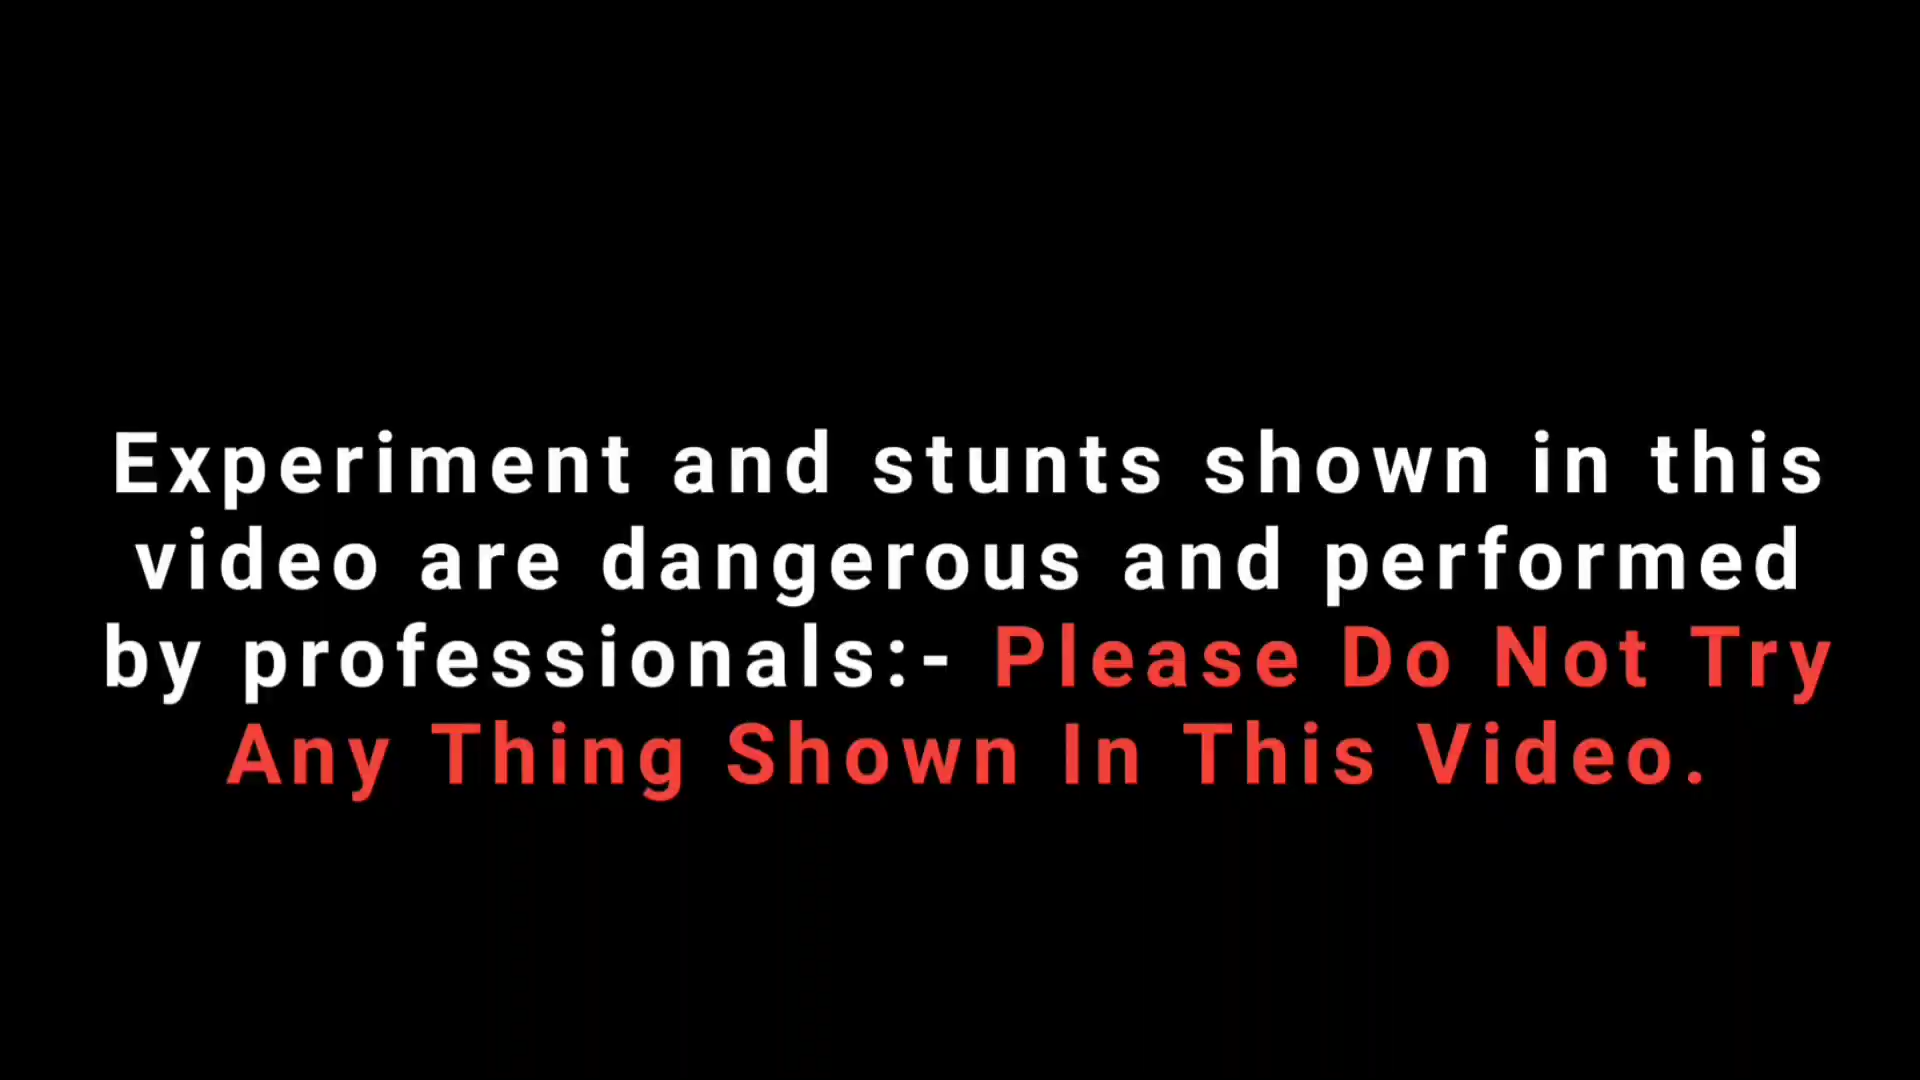 Experiment and stunts shown in this
video are dangerous and performed
by professionals:- Please Do Not Try
Any Thing Shown In This Video.